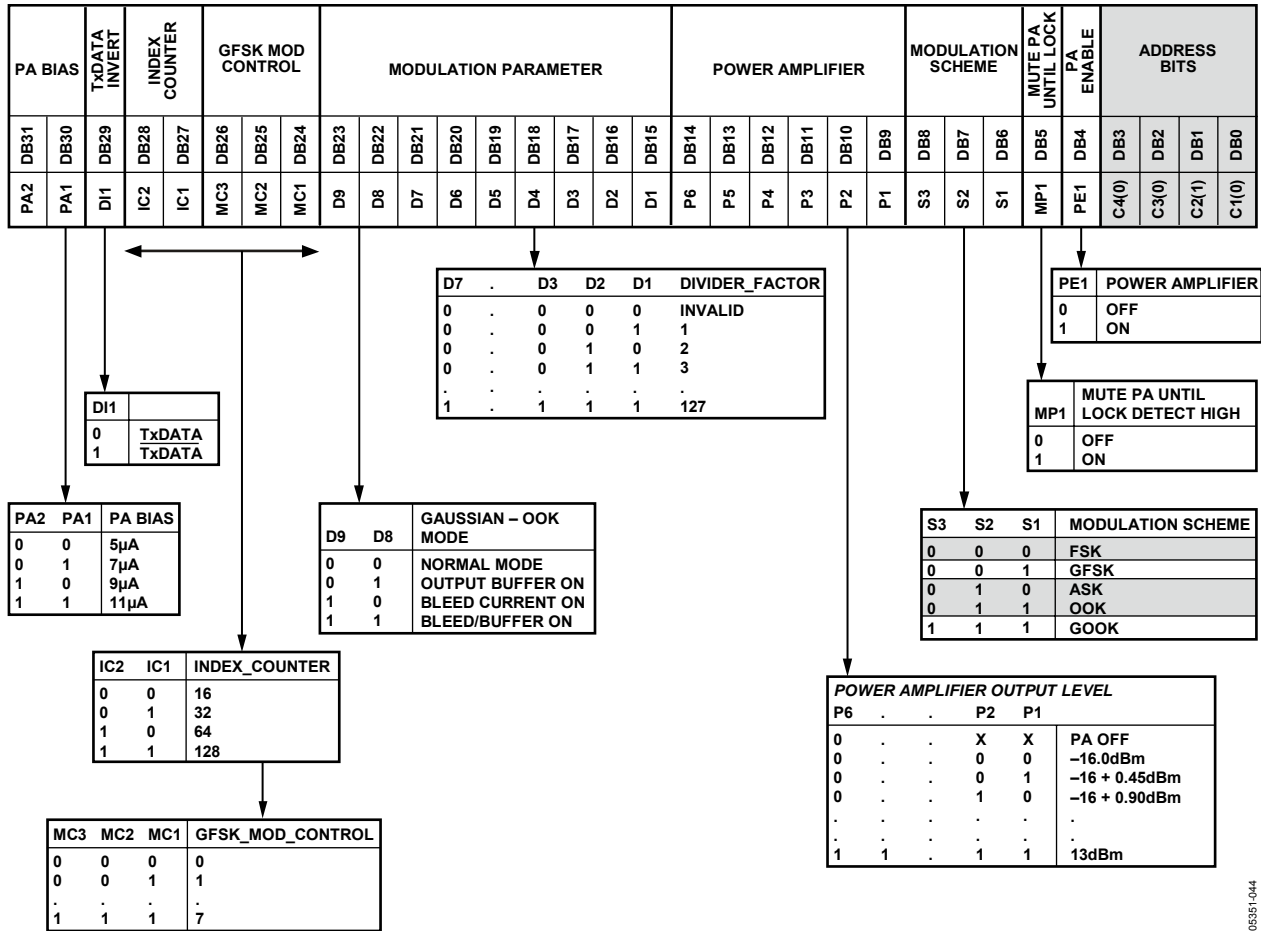 PA BIAS
TxDATA
INVERT
INDEX
COUNTER
GFSK MOD
CONTROL
MODULATION PARAMETER
POWER AMPLIFIER
MODULATION
SCHEME
MUTE PA
UNTIL LOCK
PA
ENABLE
ADDRESS
BITS
DB31 DB30 DB29 DB28 DB27 DB26 DB25 DB24 DB23 DB22 DB21 DB20 DB19 DB18 DB17 DB16 DB15 DB14 DB13 DB12 DB11 DB10 DB9 DB8 DB7 DB6 DB5 DB4 DB3 DB2 DB1 DB0
PA2 PA1 DI1 IC2 IC1 MC3 MC2 MC1 D9 D8 D7 D6 D5 D4 D3 D2 D1 P6 P5 P4 P3 P2 P1 S3 S2 S1 MP1 PE1 C4(0) C3(0) C2(1) C1(0)
D7 . D3 D2 D1 DIVIDER_FACTOR
0 . 0 0 0 INVALID
0 . 0 0 1 1
0 . 0 1 0 2
0 . 0 1 1 3
. . . . . .
1 . 1 1 1 127
PE1 POWER AMPLIFIER
0 OFF
1 ON
MP1 MUTE PA UNTIL
LOCK DETECT HIGH
0 OFF
1 ON
DI1
0 TxDATA
1 TxDATA
PA2 PA1 PA BIAS
0 0 5µA
0 1 7µA
1 0 9µA
1 1 11µA
D9 D8 GAUSSIAN – OOK
MODE
0 0 NORMAL MODE
0 1 OUTPUT BUFFER ON
1 0 BLEED CURRENT ON
1 1 BLEED/BUFFER ON
S3 S2 S1 MODULATION SCHEME
0 0 0 FSK
0 0 1 GFSK
0 1 0 ASK
0 1 1 OOK
1 1 1 GOOK
IC2 IC1 INDEX_COUNTER
0 0 16
0 1 32
1 0 64
1 1 128
POWER AMPLIFIER OUTPUT LEVEL
P6 . . P2 P1
0 . . X X PA OFF
0 . . 0 0 –16.0dBm
0 . . 0 1 –16 + 0.45dBm
0 . . 1 0 –16 + 0.90dBm
. . . . . .
. . . . . .
1 1 . 1 1 13dBm
MC3 MC2 MC1 GFSK_MOD_CONTROL
0 0 0 0
0 0 1 1
. . . .
1 1 1 7
05351-044